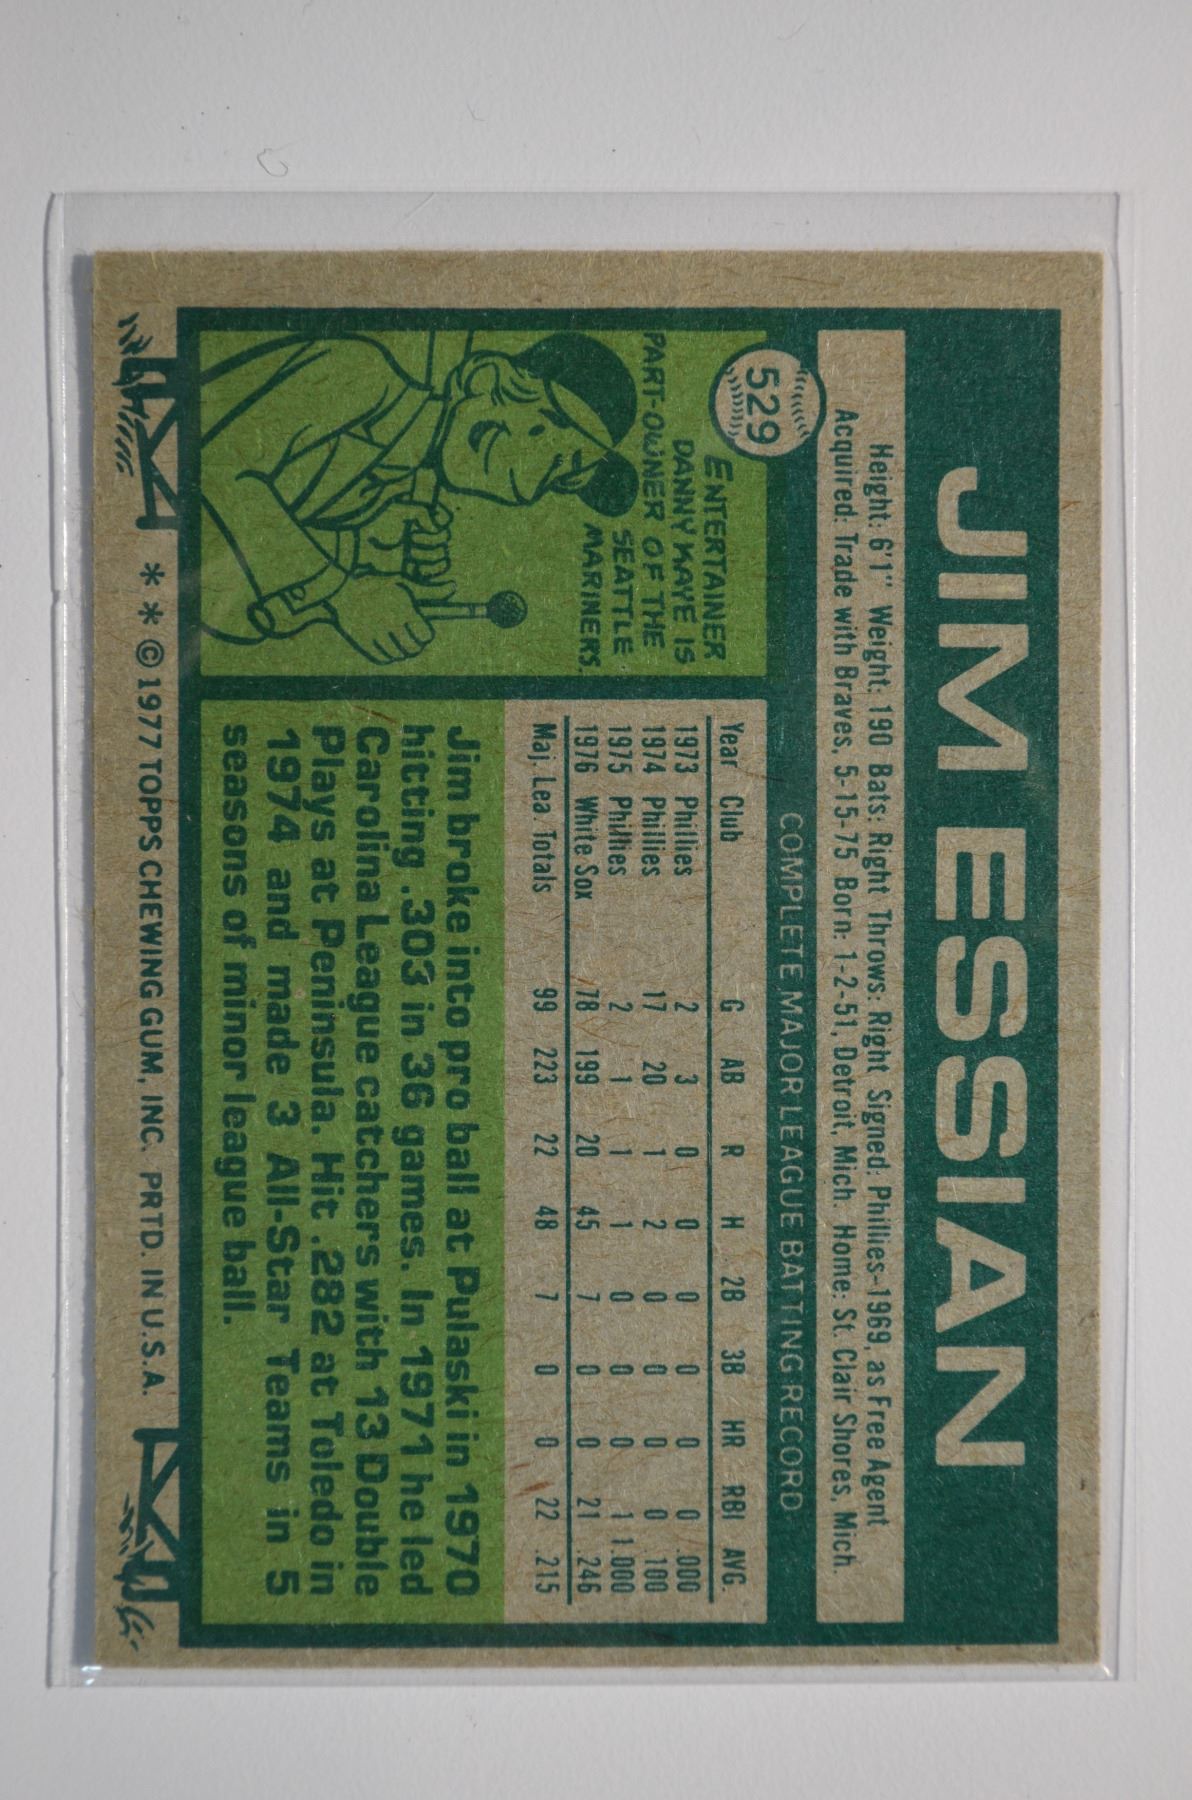 JIM ESSIAN
Height: 6'1" Weight: 190 Bats: Right Throws: Right Signed: Phillies-1969, as Free Agent
Acquired: Trade with Braves, 5-15-75 Born: 1-2-51, Detroit, Mich. Home: St. Clair Shores, Mich.
529
COMPLETE MAJOR LEAGUE BATTING RECORD
ENTERTAINER
DANNY KAYE IS
PART-OWNER OF THE
SEATTLE
MARINERS.
Year Club G AB R H 2B 3B HR RBI AVG.
1973 Phillies 2 3 0 0 0 0 0 0 .000
1974 Phillies 17 20 1 2 0 0 0 0 .100
1975 Phillies 2 1 1 1 0 0 0 1 1.000
1976 White Sox 78 199 20 45 7 0 0 21 .246
Maj. Lea. Totals 99 223 22 48 7 0 0 22 .215
Jim broke into pro ball at Pulaski in 1970
hitting .303 in 36 games. In 1971 he led
Carolina League catchers with 13 Double
Plays at Peninsula. Hit .282 at Toledo in
1974 and made 3 All-Star Teams in 5
seasons of minor league ball.
* * © 1977 TOPPS CHEWING GUM, INC. PRTD. IN U.S.A.